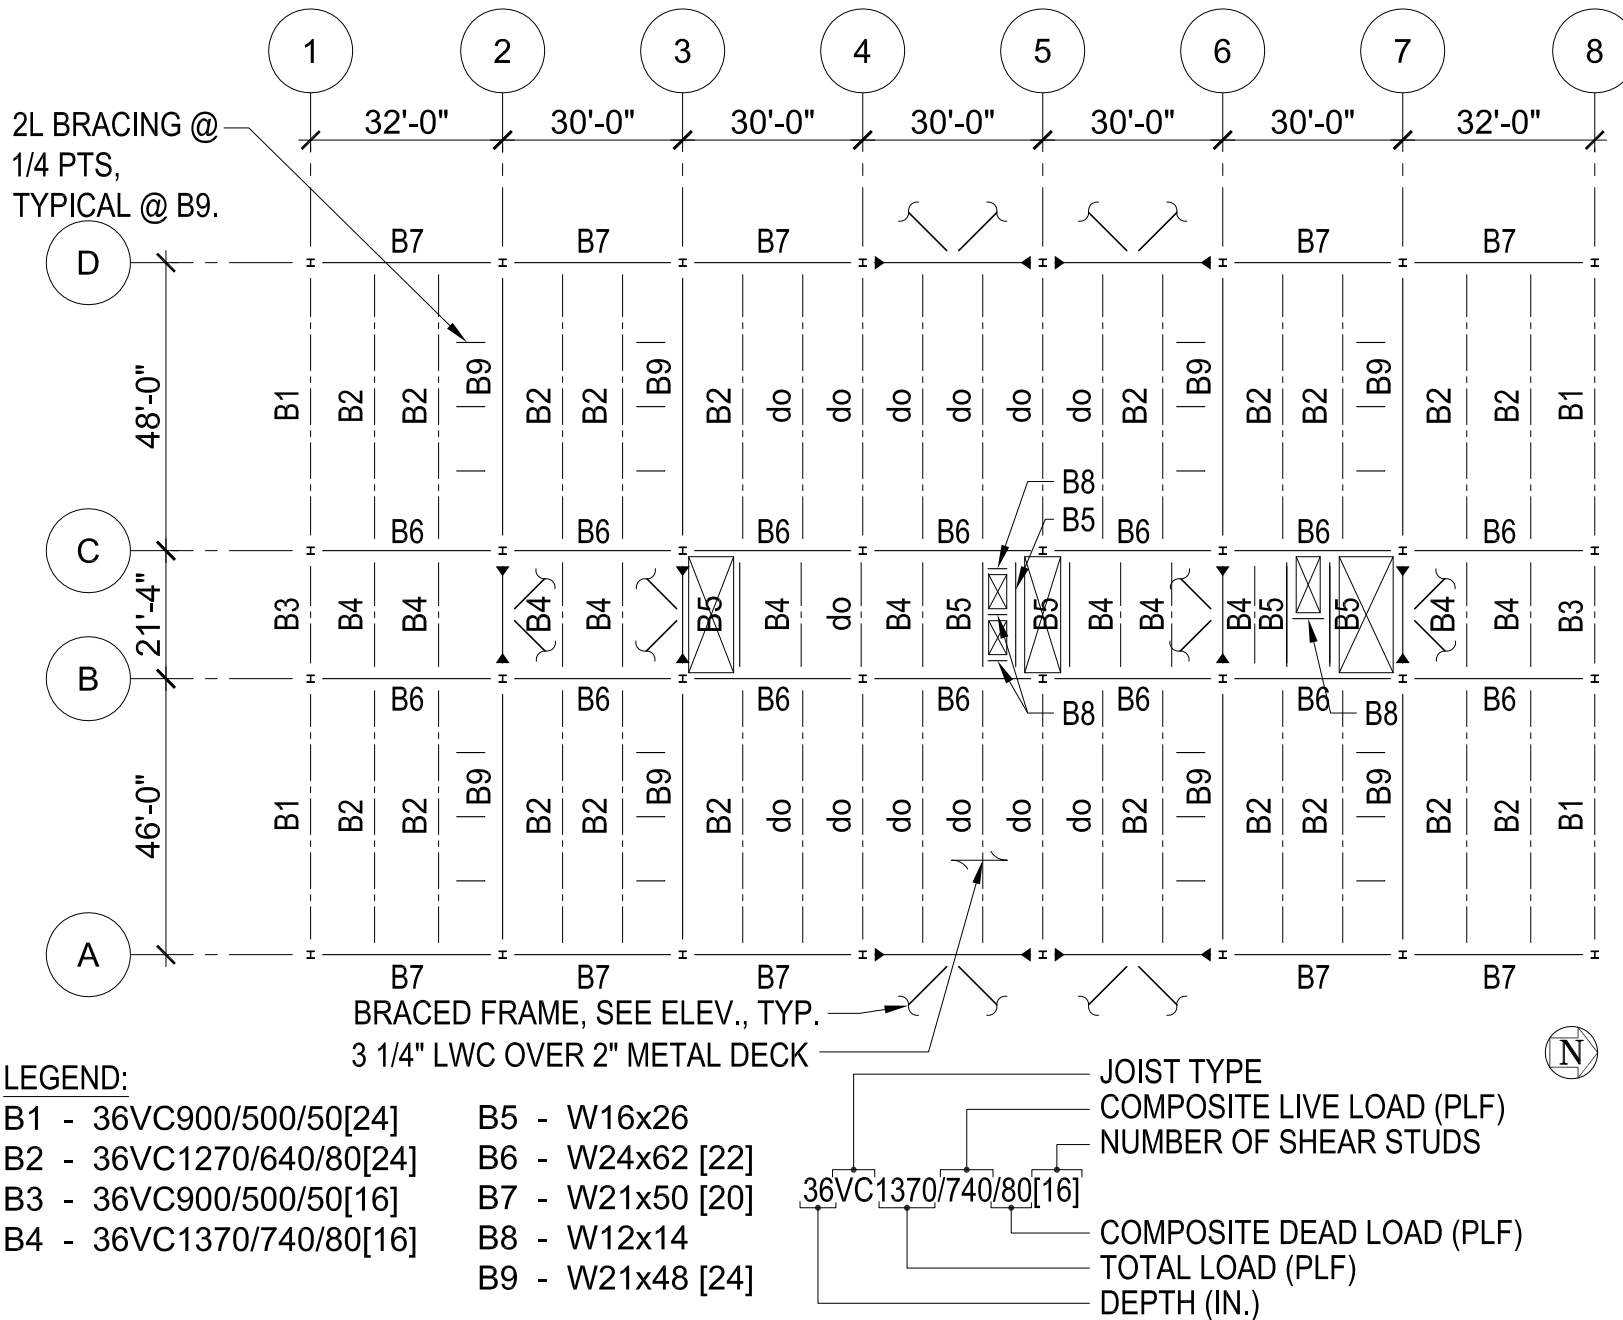 1 2 3 4 5 6 7 8
32'-0" 30'-0" 30'-0" 30'-0" 30'-0" 30'-0" 32'-0"
2L BRACING @
1/4 PTS,
TYPICAL @ B9.
B7 B7 B7 B7 B7
D
48'-0"
B1 B2 B2 B9 B2 B2 B9 B2 do do do do do do B2 B9 B2 B2 B9 B2 B2 B1
B8
B5
B6 B6 B6 B6 B6 B6 B6
C
21'-4"
B3 B4 B4 B4 B4 B5 B4 do B4 B5 B5 B4 B4 B4 B5 B5 B4 B4 B3
B
B6 B6 B6 B6 B6 B6 B6
B8 B8
46'-0"
B1 B2 B2 B9 B2 B2 B9 B2 do do do do do do B2 B9 B2 B2 B9 B2 B2 B1
A
B7 B7 B7 B7 B7
BRACED FRAME, SEE ELEV., TYP.
3 1/4" LWC OVER 2" METAL DECK
N
LEGEND:
B1 - 36VC900/500/50[24]
B2 - 36VC1270/640/80[24]
B3 - 36VC900/500/50[16]
B4 - 36VC1370/740/80[16]
B5 - W16x26
B6 - W24x62 [22]
B7 - W21x50 [20]
B8 - W12x14
B9 - W21x48 [24]
JOIST TYPE
COMPOSITE LIVE LOAD (PLF)
NUMBER OF SHEAR STUDS
36VC1370/740/80[16]
COMPOSITE DEAD LOAD (PLF)
TOTAL LOAD (PLF)
DEPTH (IN.)